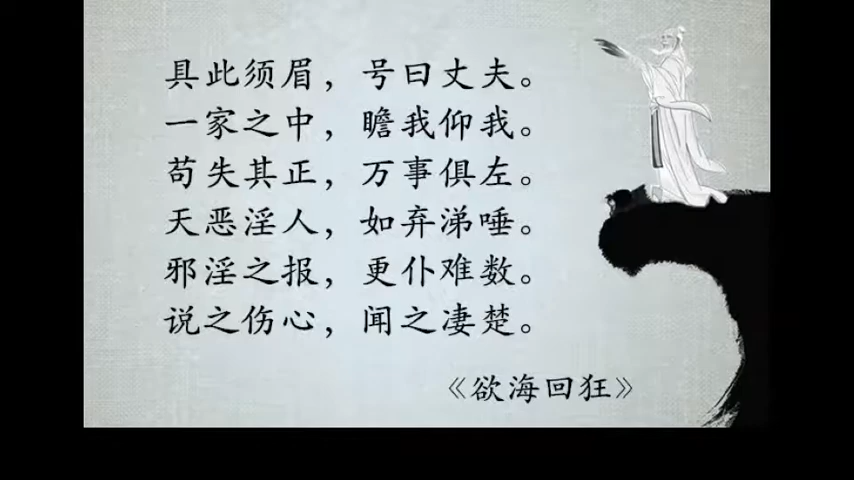 具此须眉，号曰丈夫。
一家之中，瞻我仰我。
苟失其正，万事俱左。
天恶淫人，如弃涕唾。
邪淫之报，更仆难数。
说之伤心，闻之凄楚。
《欲海回狂》